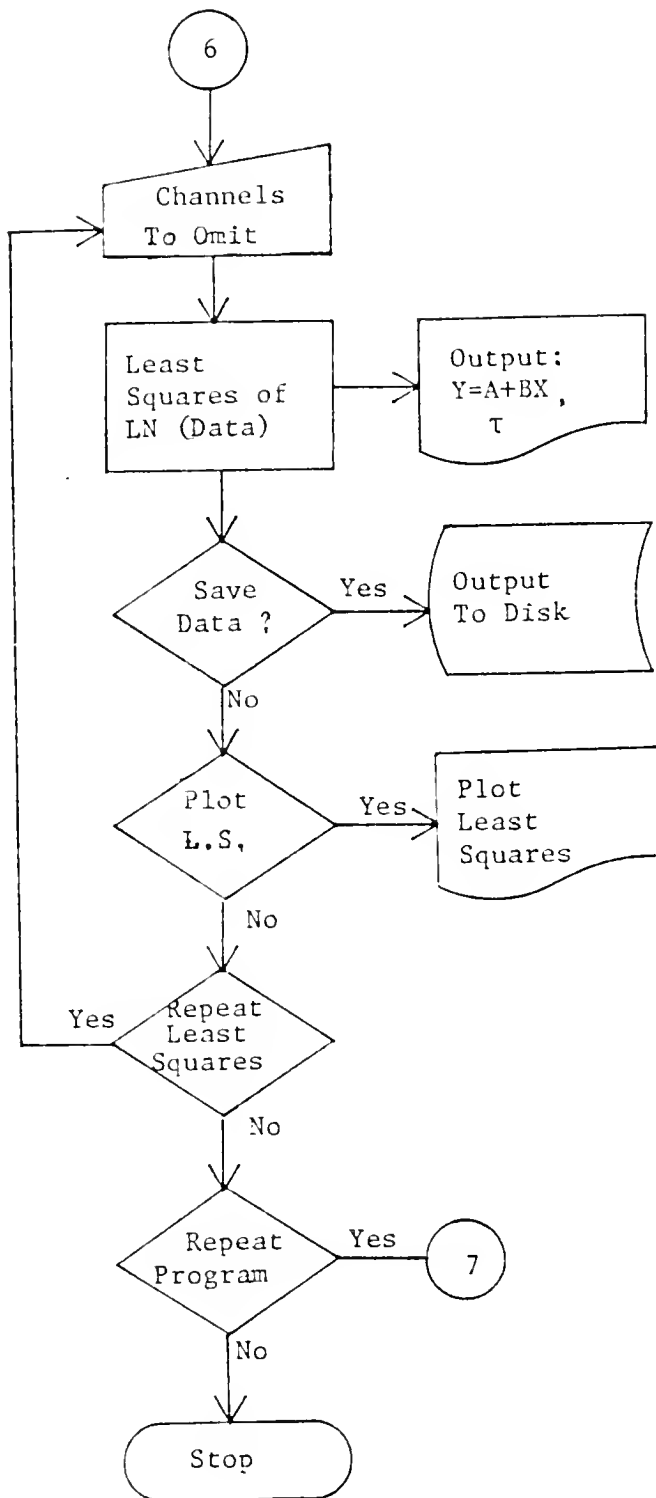 6
Channels
To Omit
Least
Squares of
LN (Data)
Output:
Y=A+BX,
τ
Save
Data ?
Yes
Output
To Disk
No
Plot
L.S.
Yes
Plot
Least
Squares
No
Yes
Repeat
Least
Squares
No
Repeat
Program
Yes
7
No
Stop